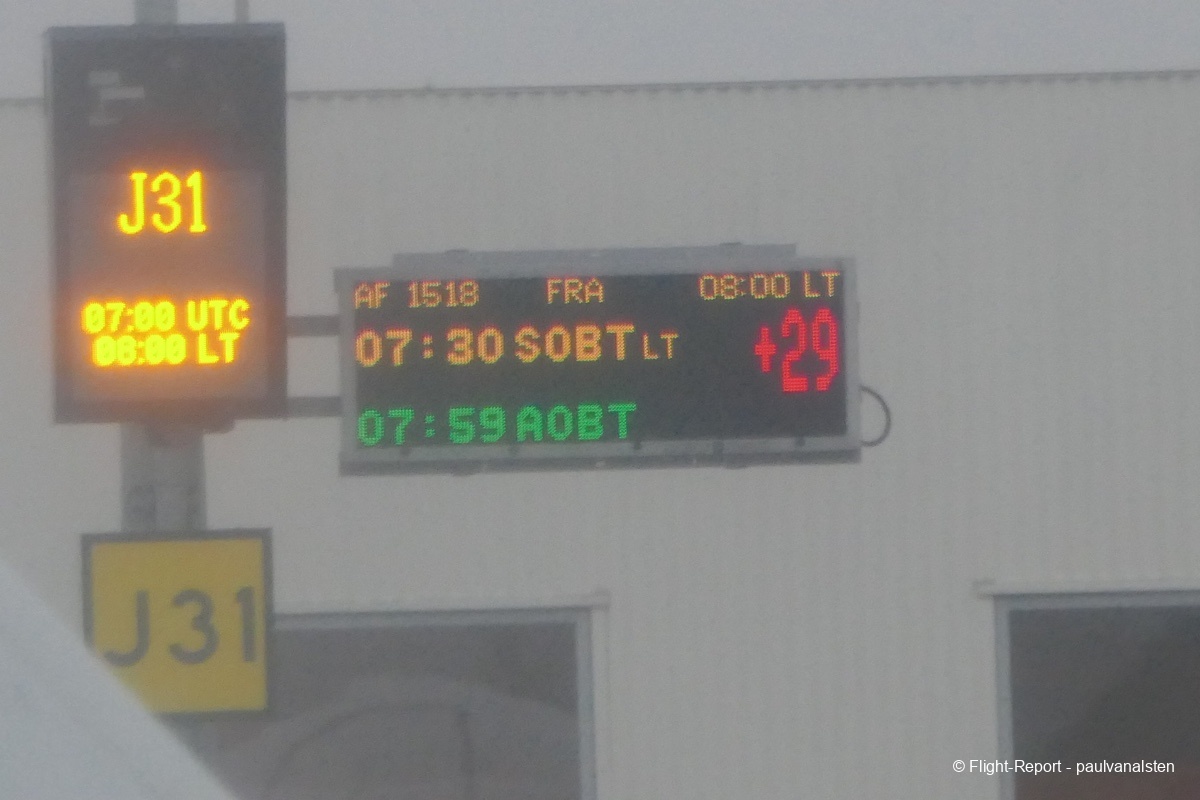 J31
07:00 UTC
08:00 LT
AF 1518 FRA 08:00 LT
07:30 SOBT LT +29
07:59 AOBT
J31
© Flight-Report - paulvanalsten